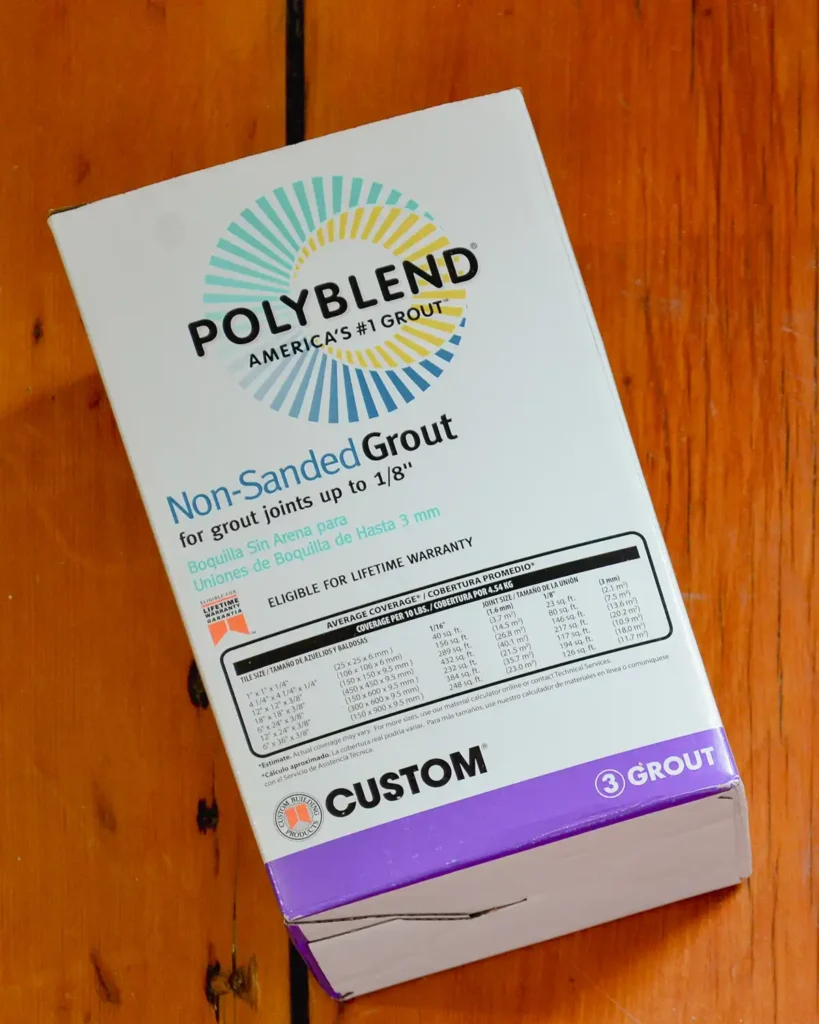 POLYBLEND®
AMERICA'S #1 GROUT™
Non-Sanded Grout
for grout joints up to 1/8"
Boquilla Sin Arena para
Uniones de Boquilla de Hasta 3 mm
ELIGIBLE FOR
LIFETIME
WARRANTY
GARANTIA
ELIGIBLE FOR LIFETIME WARRANTY
AVERAGE COVERAGE* / COBERTURA PROMEDIO*
COVERAGE PER 10 LBS. / COBERTURA POR 4.54 KG
TILE SIZE / TAMAÑO DE AZUELJOS Y BALDOSAS JOINT SIZE / TAMAÑO DE LA UNIÓN
1/16" (1.6 mm) 1/8" (3 mm)
1" x 1" x 1/4" (25 x 25 x 6 mm) 40 sq. ft. (3.7 m²) 23 sq. ft. (2.1 m²)
4 1/4" x 4 1/4" x 1/4" (106 x 106 x 6 mm) 156 sq. ft. (14.5 m²) 80 sq. ft. (7.5 m²)
12" x 12" x 3/8" (150 x 150 x 9.5 mm) 289 sq. ft. (26.8 m²) 146 sq. ft. (13.6 m²)
18" x 18" x 3/8" (450 x 450 x 9.5 mm) 432 sq. ft. (40.1 m²) 217 sq. ft. (20.2 m²)
6" x 24" x 3/8" (150 x 600 x 9.5 mm) 232 sq. ft. (21.5 m²) 117 sq. ft. (10.9 m²)
12" x 24" x 3/8" (300 x 600 x 9.5 mm) 384 sq. ft. (35.7 m²) 194 sq. ft. (18.0 m²)
6" x 36" x 3/8" (150 x 900 x 9.5 mm) 248 sq. ft. (23.0 m²) 126 sq. ft. (11.7 m²)
*Estimate. Actual coverage may vary. For more sizes, use our material calculator online or contact Technical Services.
*Cálculo aproximado. La cobertura real podría variar. Para más tamaños, use nuestro calculador de materiales en línea o comuníquese
con el Servicio de Asistencia Técnica.
CUSTOM BUILDING PRODUCTS
CUSTOM®
3 GROUT